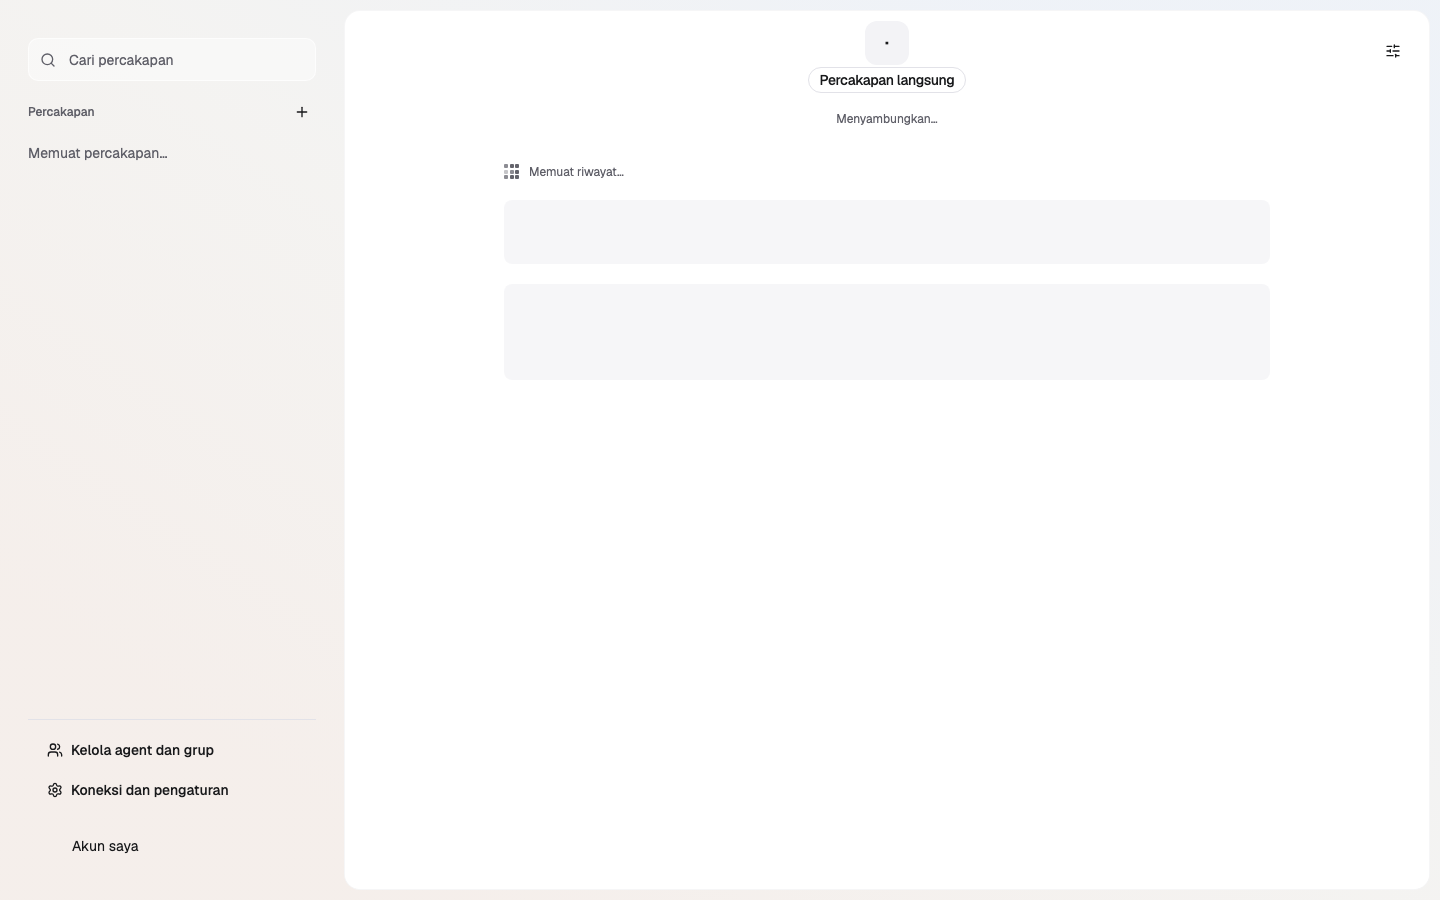 Cari percakapan
Percakapan
Memuat percakapan…
Kelola agent dan grup
Koneksi dan pengaturan
Akun saya
Percakapan langsung
Menyambungkan…
Memuat riwayat…